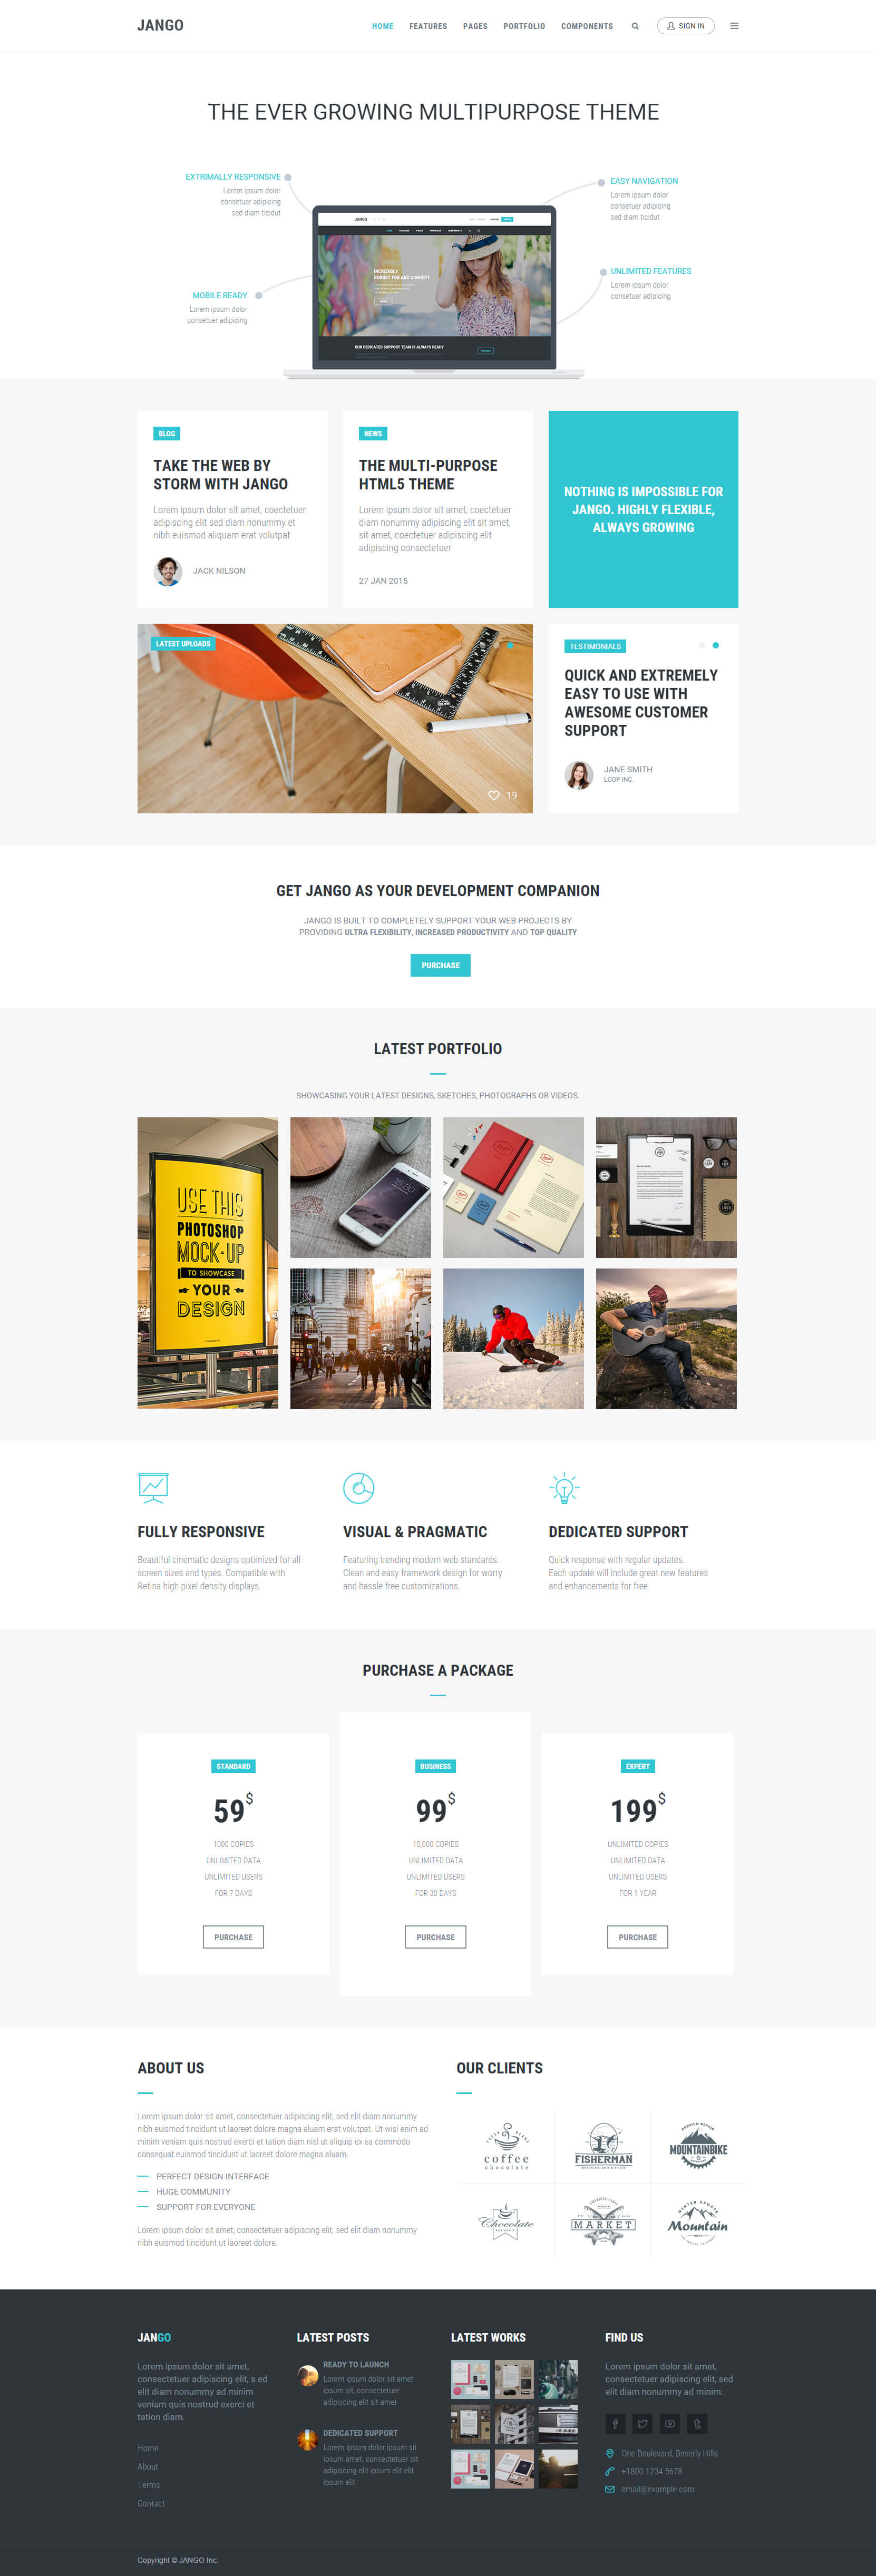 JANGO
HOME FEATURES PAGES PORTFOLIO COMPONENTS SIGN IN
THE EVER GROWING MULTIPURPOSE THEME
EXTRIMALLY RESPONSIVE
Lorem ipsum dolor
consetuer adipicing
sed diam ticidut
EASY NAVIGATION
Lorem ipsum dolor
consetuer adipicing
sed diam ticidut
MOBILE READY
Lorem ipsum dolor
consetuer adipicing
UNLIMITED FEATURES
Lorem ipsum dolor
consetuer adipicing
JANGO
INCREDIBLY
ROBUST FOR ANY CONCEPT
OUR DEDICATED SUPPORT TEAM IS ALWAYS READY
BLOG
TAKE THE WEB BY
STORM WITH JANGO
Lorem ipsum dolor sit amet, coectetuer
adipiscing elit sed diam nonummy et
nibh euismod aliquam erat volutpat
JACK NILSON
NEWS
THE MULTI-PURPOSE
HTML5 THEME
Lorem ipsum dolor sit amet, coectetuer
diam nonummy adipiscing elit sit amet,
sit amet, coectetuer adipiscing elit
adipiscing consectetuer
27 JAN 2015
NOTHING IS IMPOSSIBLE FOR
JANGO. HIGHLY FLEXIBLE,
ALWAYS GROWING
LATEST UPLOADS
19
TESTIMONIALS
QUICK AND EXTREMELY
EASY TO USE WITH
AWESOME CUSTOMER
SUPPORT
JANE SMITH
LOOP INC.
GET JANGO AS YOUR DEVELOPMENT COMPANION
JANGO IS BUILT TO COMPLETELY SUPPORT YOUR WEB PROJECTS BY
PROVIDING ULTRA FLEXIBILITY, INCREASED PRODUCTIVITY AND TOP QUALITY
PURCHASE
LATEST PORTFOLIO
SHOWCASING YOUR LATEST DESIGNS, SKETCHES, PHOTOGRAPHS OR VIDEOS.
USE THIS
PHOTOSHOP
MOCK-UP
TO SHOWCASE
YOUR
DESIGN
15:30
FULLY RESPONSIVE
Beautiful cinematic designs optimized for all
screen sizes and types. Compatible with
Retina high pixel density displays.
VISUAL & PRAGMATIC
Featuring trending modern web standards.
Clean and easy framework design for worry
and hassle free customizations.
DEDICATED SUPPORT
Quick response with regular updates.
Each update will include great new features
and enhancements for free.
PURCHASE A PACKAGE
STANDARD
59$
1000 COPIES
UNLIMITED DATA
UNLIMITED USERS
FOR 7 DAYS
PURCHASE
BUSINESS
99$
10,000 COPIES
UNLIMITED DATA
UNLIMITED USERS
FOR 30 DAYS
PURCHASE
EXPERT
199$
UNLIMITED COPIES
UNLIMITED DATA
UNLIMITED USERS
FOR 1 YEAR
PURCHASE
ABOUT US
Lorem ipsum dolor sit amet, consectetuer adipiscing elit, sed elit diam nonummy
nibh euismod tincidunt ut laoreet dolore magna aluam erat volutpat. Ut wisi enim ad
minim veniam quis nostrud exerci et tation diam nisl ut aliquip ex ea commodo
consequat euismod tincidunt ut laoreet dolore magna aluam.
PERFECT DESIGN INTERFACE
HUGE COMMUNITY
SUPPORT FOR EVERYONE
Lorem ipsum dolor sit amet, consectetuer adipiscing elit, sed elit diam nonummy
nibh euismod tincidunt ut laoreet dolore.
OUR CLIENTS
coffee
chocolate
FISHERMAN
MOUNTAINBIKE
Chocolate
MARKET
WINTER SPORTS
Mountain
JANGO
Lorem ipsum dolor sit amet,
consectetuer adipiscing elit, s ed
elit diam nonummy ad minim
veniam quis nostrud exerci et
tation diam.
Home
About
Terms
Contact
LATEST POSTS
READY TO LAUNCH
Lorem ipsum dolor sit amet
ipsum sit, consectetuer
adipiscing elit sit amet
DEDICATED SUPPORT
Lorem ipsum dolor ipsum sit
ipsum amet, consectetuer sit
adipiscing elit ipsum elit elit
ipsum elit
LATEST WORKS
FIND US
Lorem ipsum dolor sit amet,
consectetuer adipiscing elit, sed
elit diam nonummy ad minim.
One Boulevard, Beverly Hills
+1800 1234 5678
email@example.com
Copyright © JANGO Inc.